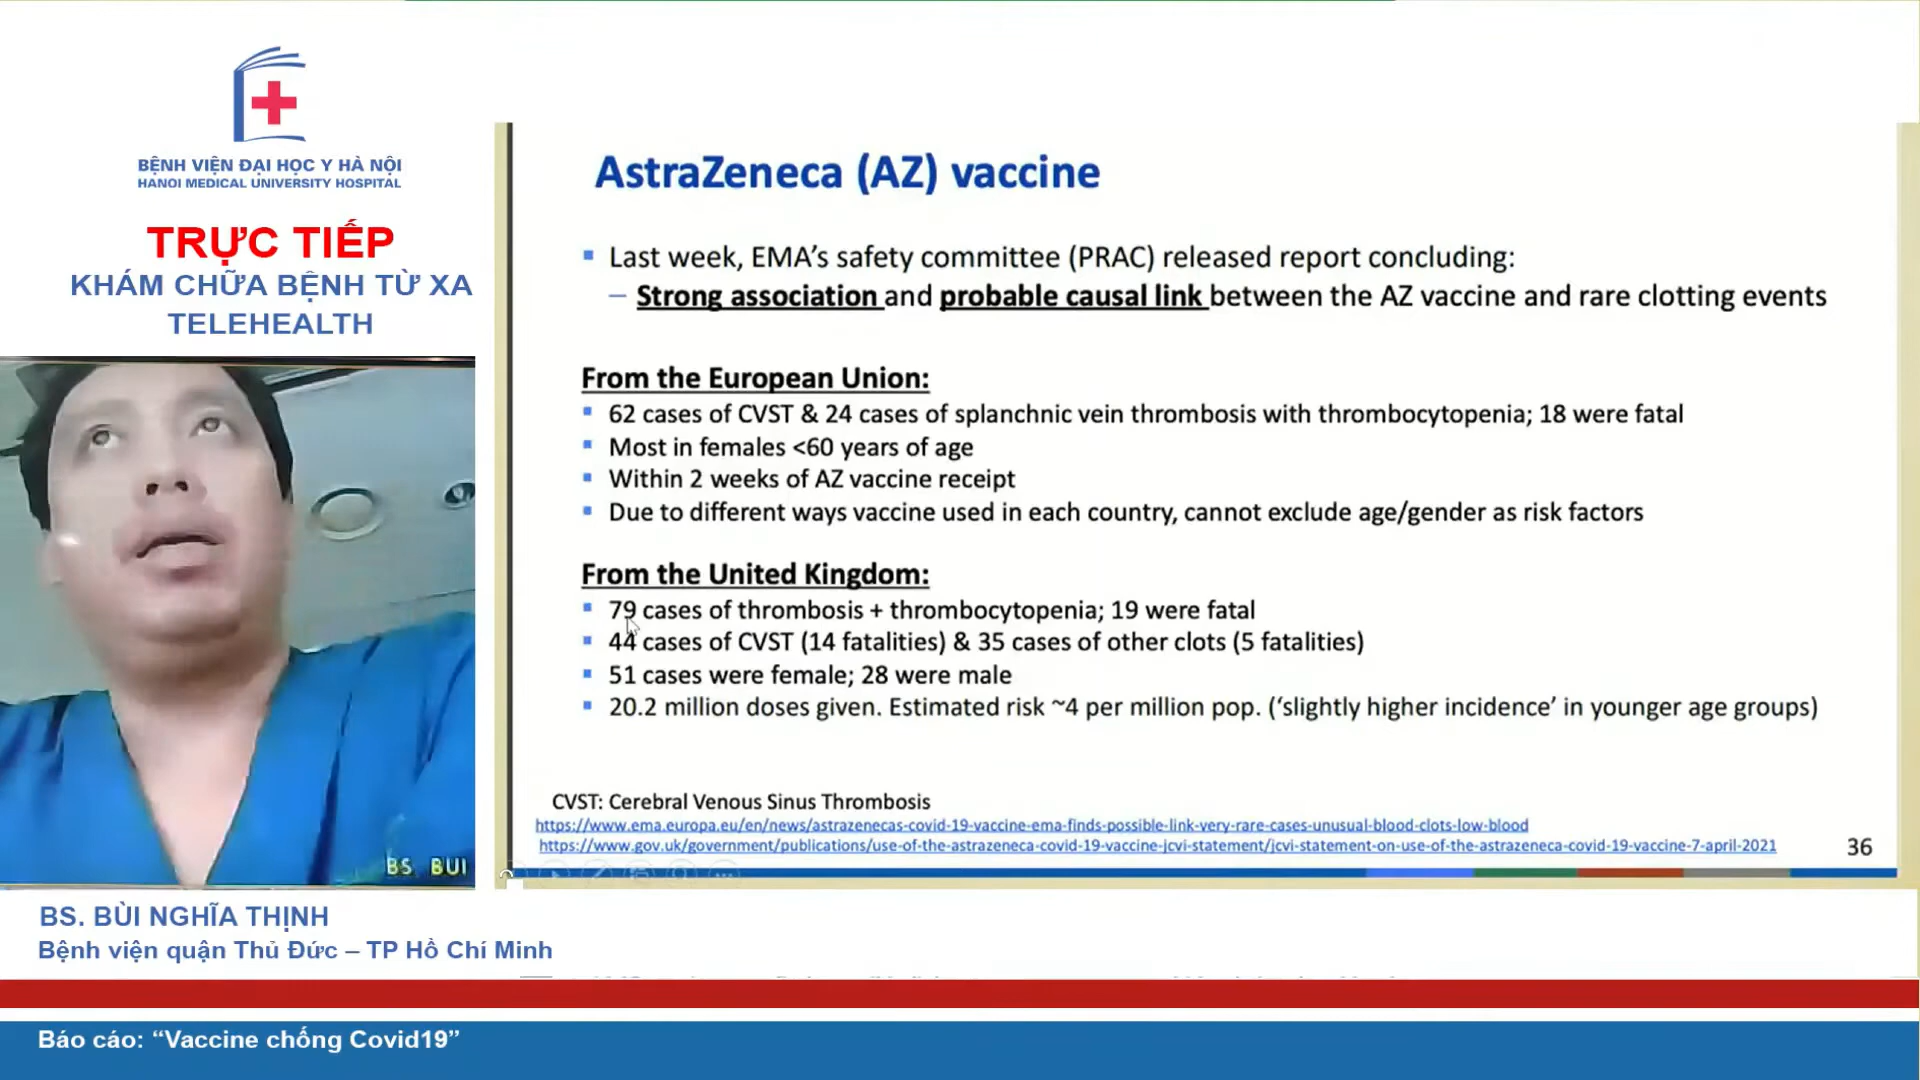 BỆNH VIỆN ĐẠI HỌC Y HÀ NỘI
HANOI MEDICAL UNIVERSITY HOSPITAL
TRỰC TIẾP
KHÁM CHỮA BỆNH TỪ XA
TELEHEALTH
BS. BUI
BS. BÙI NGHĨA THỊNH
Bệnh viện quận Thủ Đức – TP Hồ Chí Minh
AstraZeneca (AZ) vaccine
Last week, EMA’s safety committee (PRAC) released report concluding:
– Strong association and probable causal link between the AZ vaccine and rare clotting events
From the European Union:
62 cases of CVST & 24 cases of splanchnic vein thrombosis with thrombocytopenia; 18 were fatal
Most in females <60 years of age
Within 2 weeks of AZ vaccine receipt
Due to different ways vaccine used in each country, cannot exclude age/gender as risk factors
From the United Kingdom:
79 cases of thrombosis + thrombocytopenia; 19 were fatal
44 cases of CVST (14 fatalities) & 35 cases of other clots (5 fatalities)
51 cases were female; 28 were male
20.2 million doses given. Estimated risk ~4 per million pop. (‘slightly higher incidence’ in younger age groups)
CVST: Cerebral Venous Sinus Thrombosis
https://www.ema.europa.eu/en/news/astrazenecas-covid-19-vaccine-ema-finds-possible-link-very-rare-cases-unusual-blood-clots-low-blood
https://www.gov.uk/government/publications/use-of-the-astrazeneca-covid-19-vaccine-jcvi-statement/jcvi-statement-on-use-of-the-astrazeneca-covid-19-vaccine-7-april-2021
36
Báo cáo: “Vaccine chống Covid19”